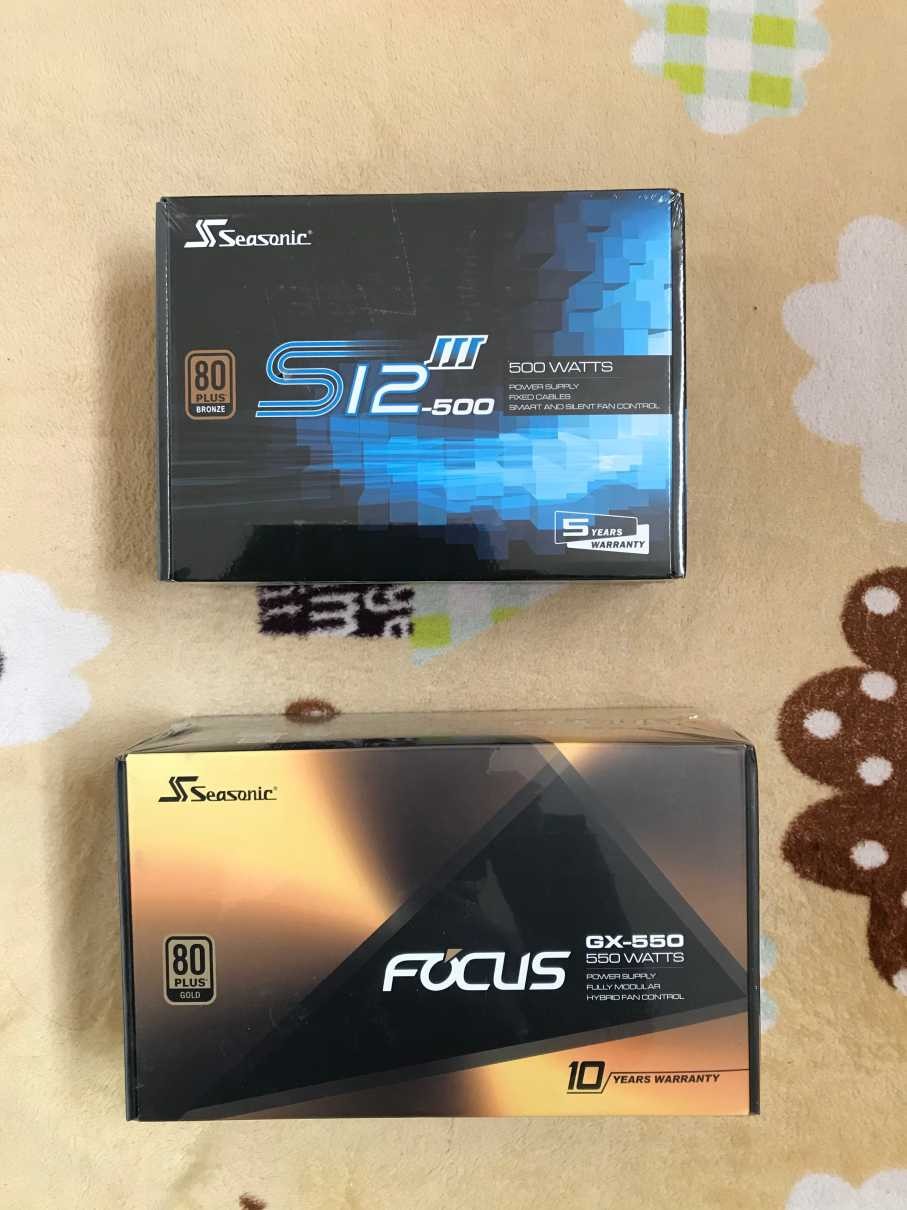 Seasonic®
80
PLUS®
BRONZE
S12III-500
500 WATTS
POWER SUPPLY
FIXED CABLES
SMART AND SILENT FAN CONTROL
5 YEARS
WARRANTY
Seasonic®
80
PLUS®
GOLD
FOCUS
GX-550
550 WATTS
POWER SUPPLY
FULLY MODULAR
HYBRID FAN CONTROL
10 YEARS WARRANTY